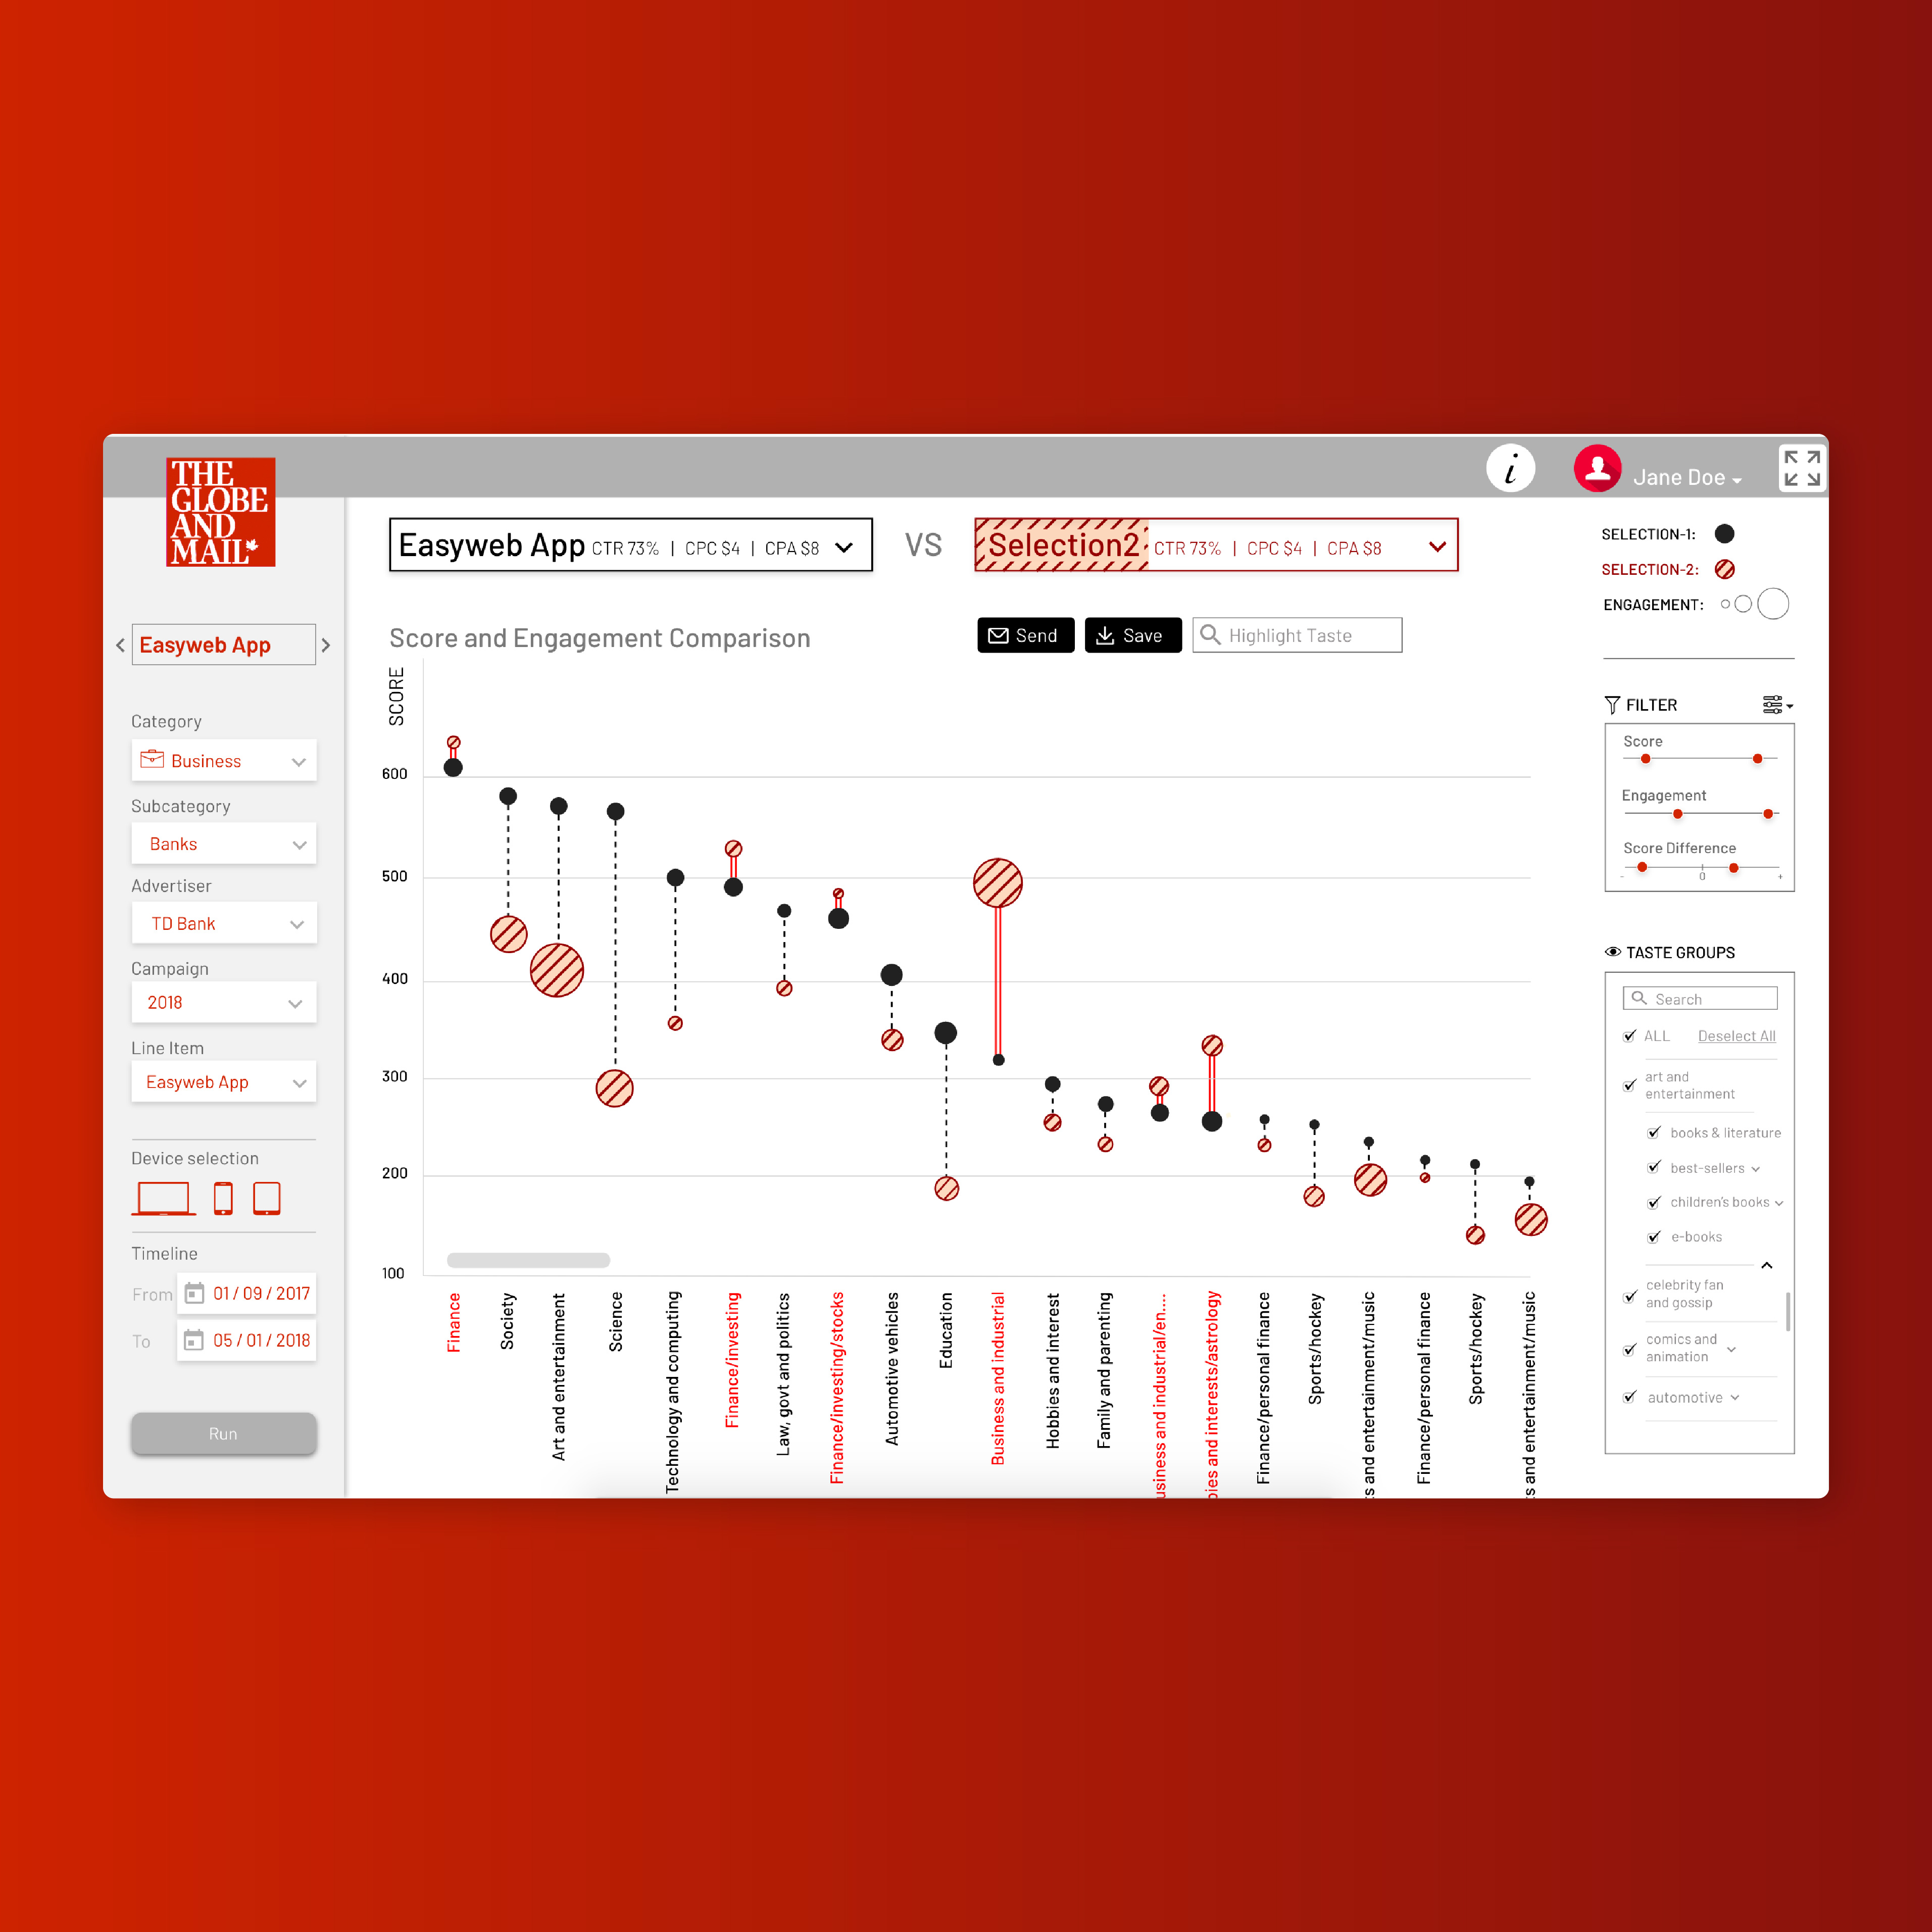 THE
GLOBE
AND
MAIL
i
Jane Doe
Easyweb App CTR 73% | CPC $4 | CPA $8
VS
Selection2 CTR 73% | CPC $4 | CPA $8
SELECTION-1:
SELECTION-2:
ENGAGEMENT:
Easyweb App
Category
Business
Subcategory
Banks
Advertiser
TD Bank
Campaign
2018
Line Item
Easyweb App
Device selection
Timeline
From 01 / 09 / 2017
To 05 / 01 / 2018
Run
Score and Engagement Comparison
Send
Save
Highlight Taste
SCORE
600
500
400
300
200
100
Finance
Society
Art and entertainment
Science
Technology and computing
Finance/investing
Law, govt and politics
Finance/investing/stocks
Automotive vehicles
Education
Business and industrial
Hobbies and interest
Family and parenting
usiness and industrial/en....
bies and interests/astrology
Finance/personal finance
Sports/hockey
s and entertainment/music
Finance/personal finance
Sports/hockey
s and entertainment/music
FILTER
Score
Engagement
Score Difference
- 0 +
TASTE GROUPS
Search
ALL Deselect All
art and
entertainment
books & literature
best-sellers
children's books
e-books
celebrity fan
and gossip
comics and
animation
automotive